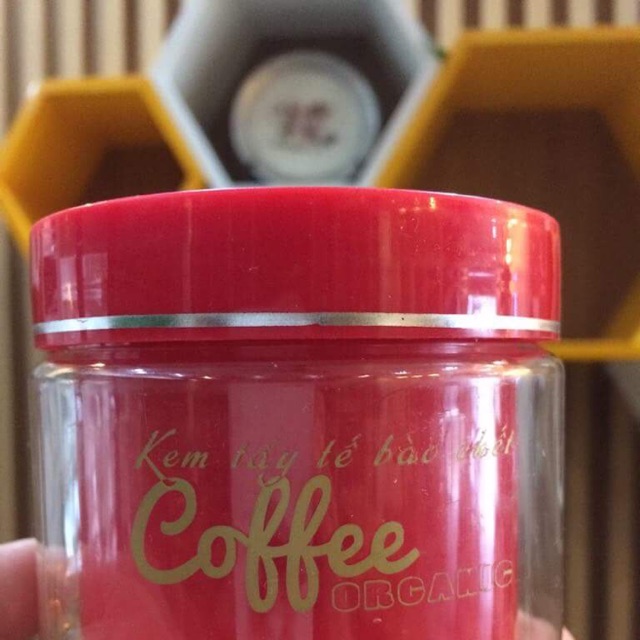 Kem tẩy tế bào chết
Coffee
ORGANIC